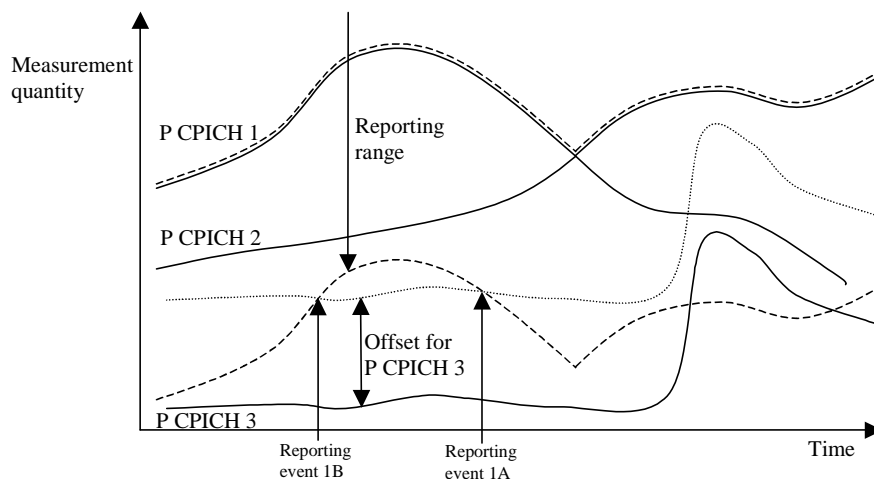 Measurement
quantity
P CPICH 1
Reporting
range
P CPICH 2
Offset for
P CPICH 3
P CPICH 3
Time
Reporting
event 1B
Reporting
event 1A